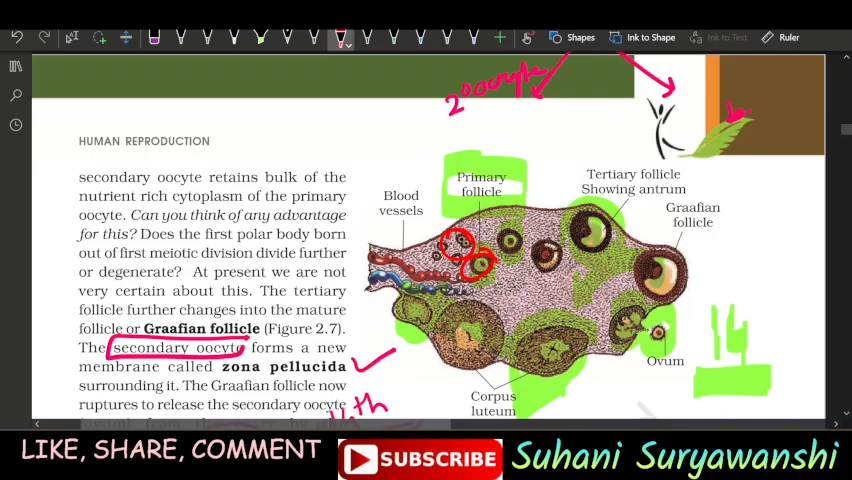 Shapes
Ink to Shape
Ink to Text
Ruler
2° oocyte
HUMAN REPRODUCTION
secondary oocyte retains bulk of the
nutrient rich cytoplasm of the primary
oocyte. Can you think of any advantage
for this? Does the first polar body born
out of first meiotic division divide further
or degenerate? At present we are not
very certain about this. The tertiary
follicle further changes into the mature
follicle or Graafian follicle (Figure 2.7).
The secondary oocyte forms a new
membrane called zona pellucida
surrounding it. The Graafian follicle now
ruptures to release the secondary oocyte
14th
Blood
vessels
Primary
follicle
Tertiary follicle
Showing antrum
Graafian
follicle
Ovum
Corpus
luteum
14
LIKE, SHARE, COMMENT
SUBSCRIBE
Suhani Suryawanshi